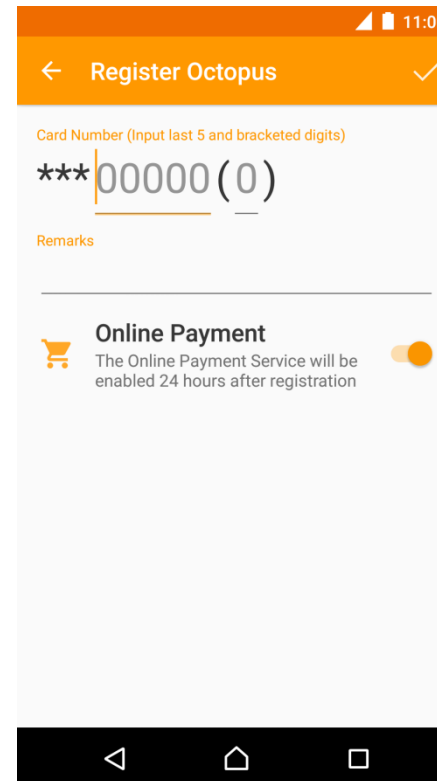 11:0
Register Octopus
Card Number (Input last 5 and bracketed digits)
***00000(0)
Remarks
Online Payment
The Online Payment Service will be
enabled 24 hours after registration